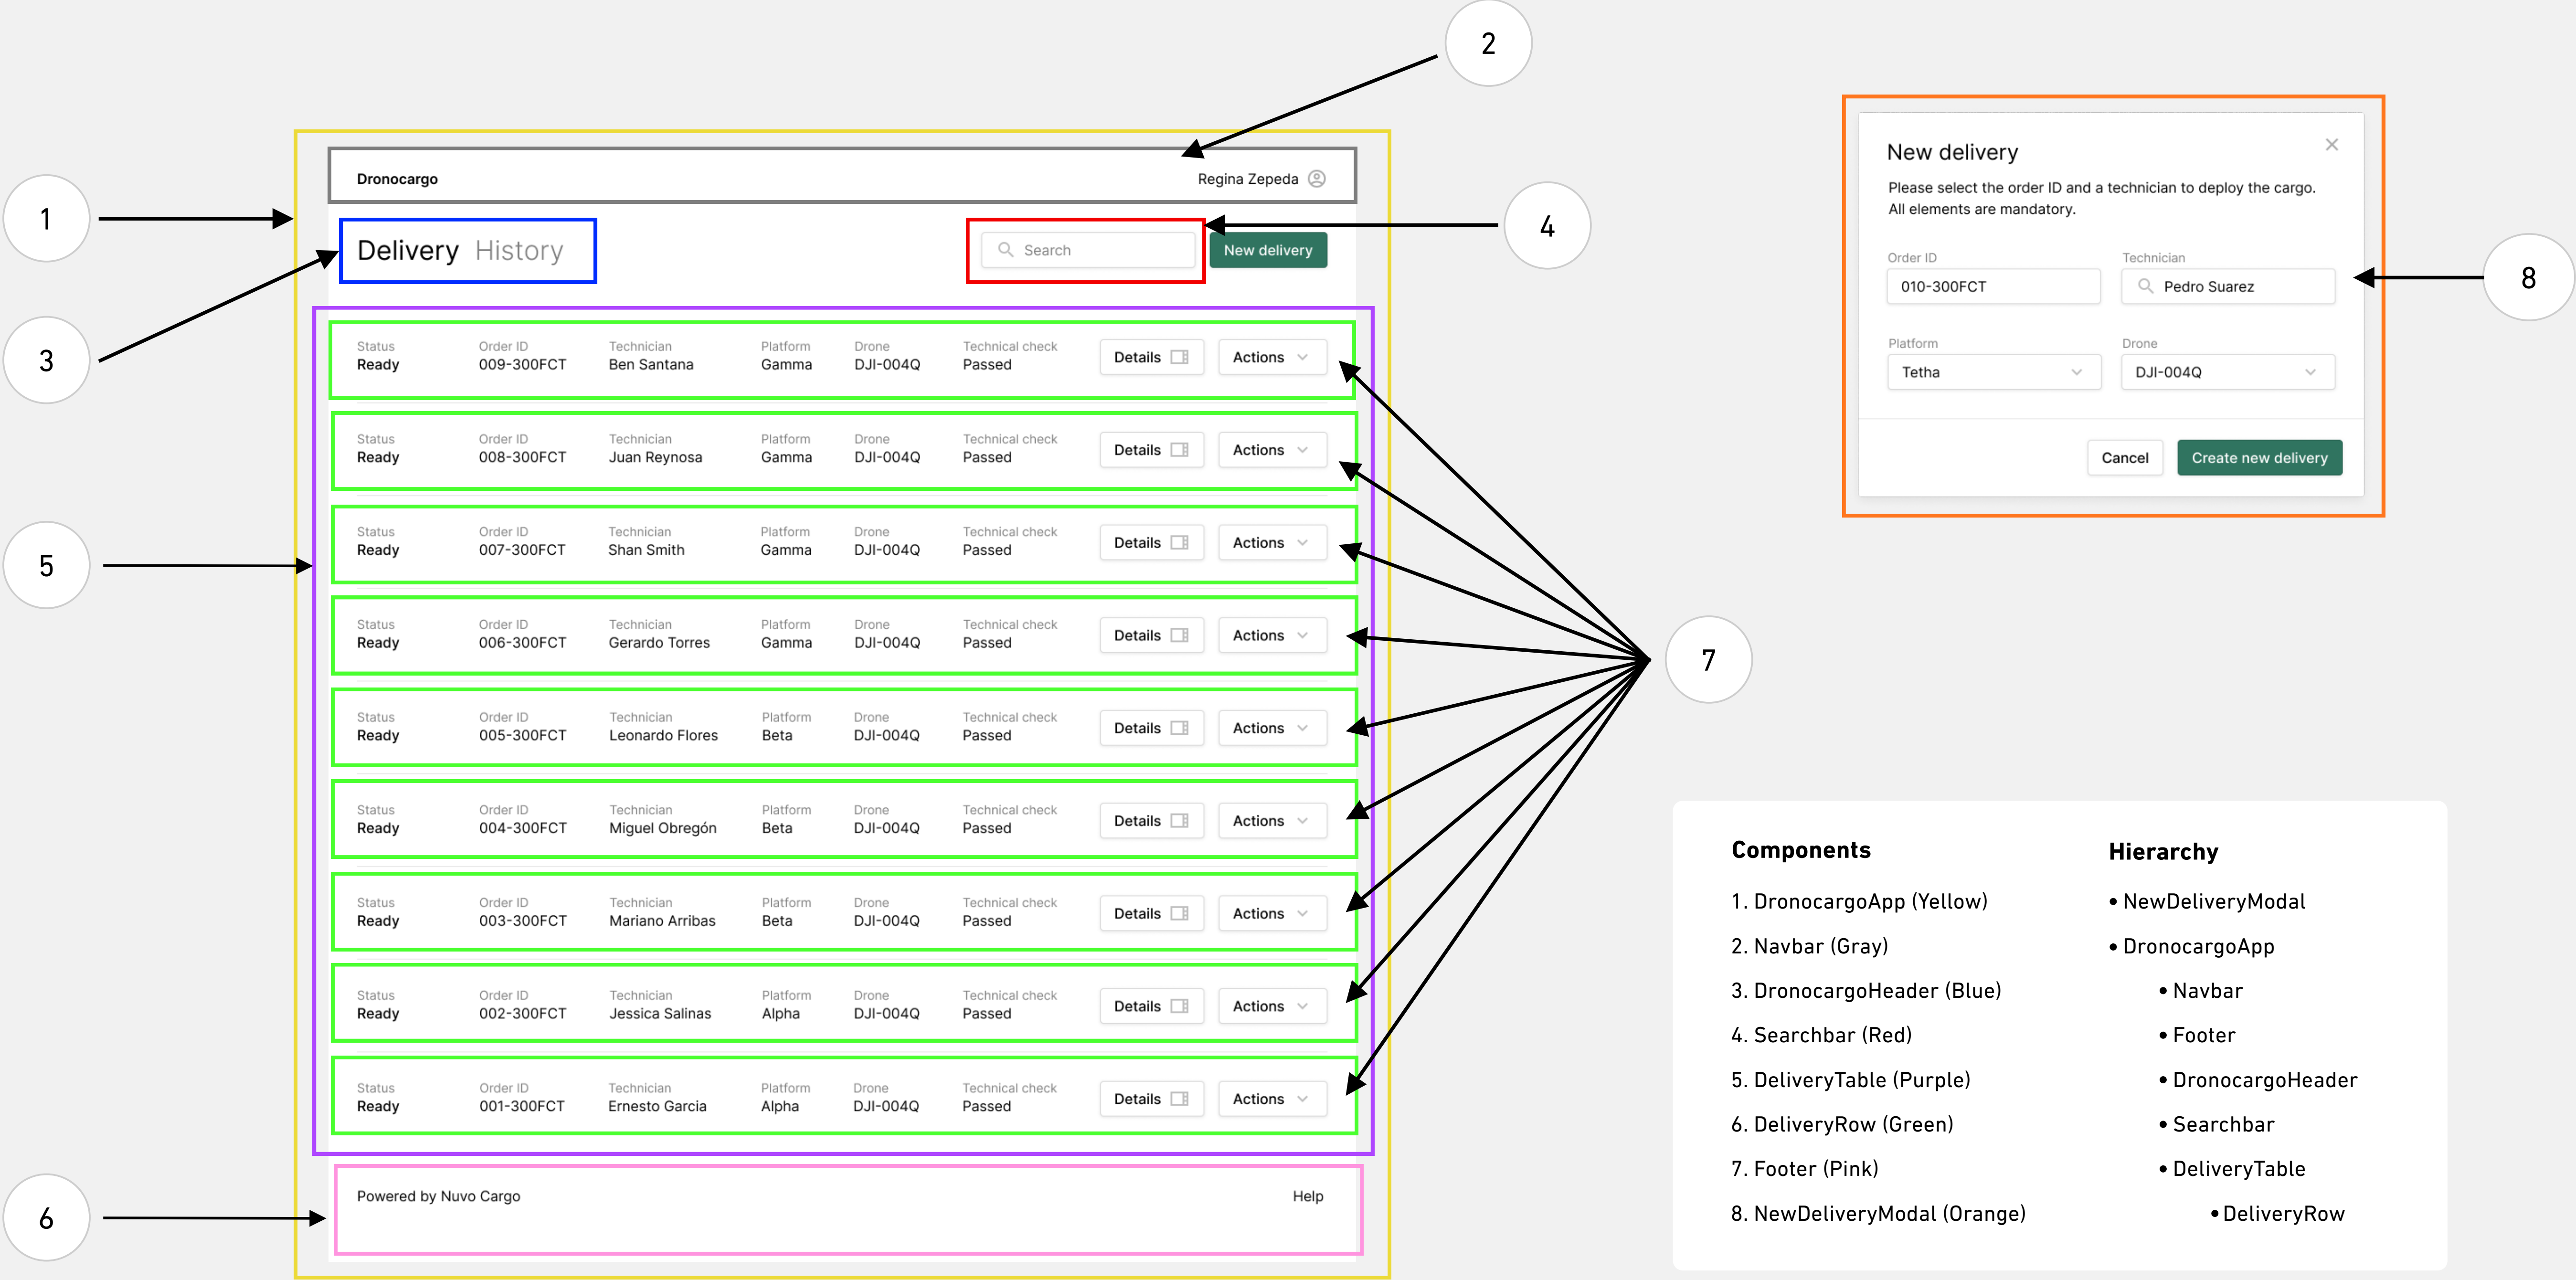 2
1
Dronocargo
Regina Zepeda
4
Delivery History
Search
New delivery
3
Status
Order ID
Technician
Platform
Drone
Technical check
Ready
009-300FCT
Ben Santana
Gamma
DJI-004Q
Passed
Details
Actions
Status
Order ID
Technician
Platform
Drone
Technical check
Ready
008-300FCT
Juan Reynosa
Gamma
DJI-004Q
Passed
Details
Actions
Status
Order ID
Technician
Platform
Drone
Technical check
Ready
007-300FCT
Shan Smith
Gamma
DJI-004Q
Passed
Details
Actions
5
Status
Order ID
Technician
Platform
Drone
Technical check
Ready
006-300FCT
Gerardo Torres
Gamma
DJI-004Q
Passed
Details
Actions
7
Status
Order ID
Technician
Platform
Drone
Technical check
Ready
005-300FCT
Leonardo Flores
Beta
DJI-004Q
Passed
Details
Actions
Status
Order ID
Technician
Platform
Drone
Technical check
Ready
004-300FCT
Miguel Obregón
Beta
DJI-004Q
Passed
Details
Actions
Status
Order ID
Technician
Platform
Drone
Technical check
Ready
003-300FCT
Mariano Arribas
Beta
DJI-004Q
Passed
Details
Actions
Status
Order ID
Technician
Platform
Drone
Technical check
Ready
002-300FCT
Jessica Salinas
Alpha
DJI-004Q
Passed
Details
Actions
Status
Order ID
Technician
Platform
Drone
Technical check
Ready
001-300FCT
Ernesto Garcia
Alpha
DJI-004Q
Passed
Details
Actions
6
Powered by Nuvo Cargo
Help
New delivery
Please select the order ID and a technician to deploy the cargo.
All elements are mandatory.
Order ID
Technician
010-300FCT
Pedro Suarez
8
Platform
Drone
Tetha
DJI-004Q
Cancel
Create new delivery
Components
1. DronocargoApp (Yellow)
2. Navbar (Gray)
3. DronocargoHeader (Blue)
4. Searchbar (Red)
5. DeliveryTable (Purple)
6. DeliveryRow (Green)
7. Footer (Pink)
8. NewDeliveryModal (Orange)
Hierarchy
• NewDeliveryModal
• DronocargoApp
• Navbar
• Footer
• DronocargoHeader
• Searchbar
• DeliveryTable
• DeliveryRow